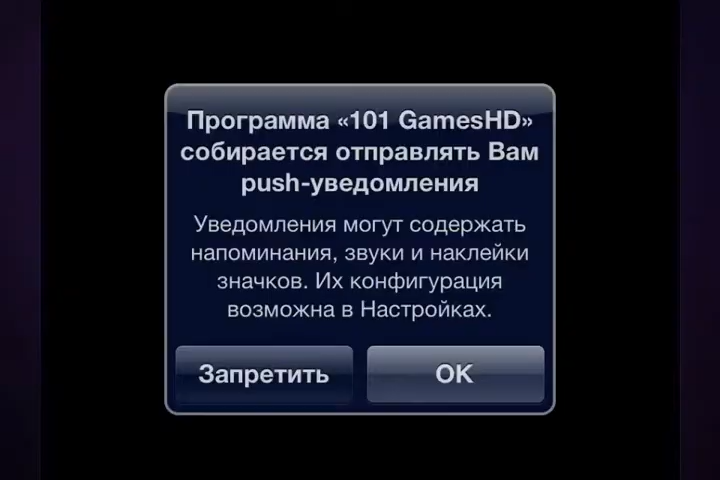 Программа «101 GamesHD»
собирается отправлять Вам
push-уведомления
Уведомления могут содержать
напоминания, звуки и наклейки
значков. Их конфигурация
возможна в Настройках.
Запретить
OK